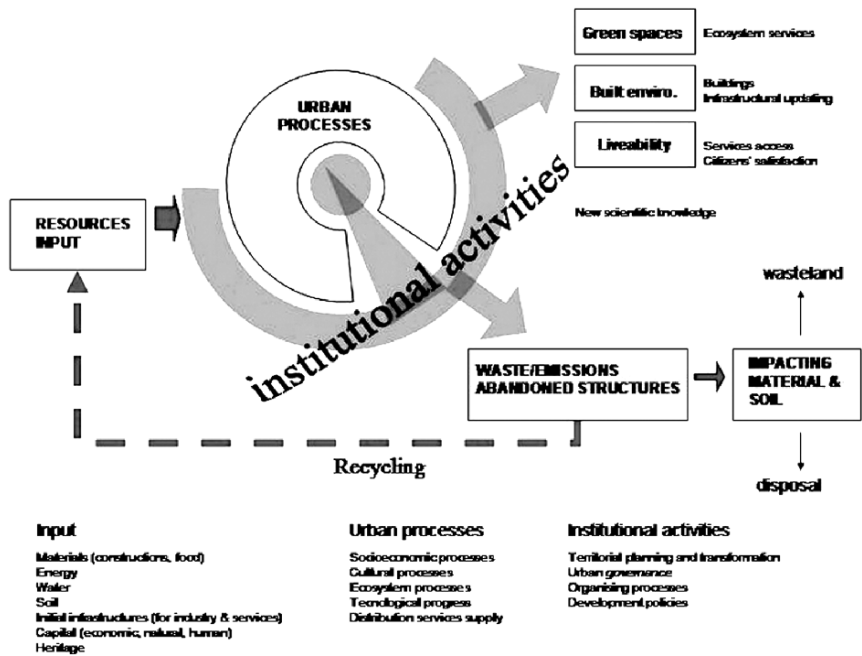 Green spaces
Ecosystem services
Built enviro.
Buildings
Infrastructural updating
Liveability
Services access
Citizens' satisfaction
New scientific knowledge
URBAN
PROCESSES
institutional activities
RESOURCES
INPUT
wasteland
WASTE/EMISSIONS
ABANDONED STRUCTURES
IMPACTING
MATERIAL &
SOIL
disposal
Recycling
Input
Materials (constructions, food)
Energy
Water
Soil
Initial infrastructures (for industry & services)
Capital (economic, natural, human)
Heritage
Urban processes
Socioeconomic processes
Cultural processes
Ecosystem processes
Tecnological progress
Distribution services supply
Institutional activities
Territorial planning and transformation
Urban governance
Organising processes
Development policies